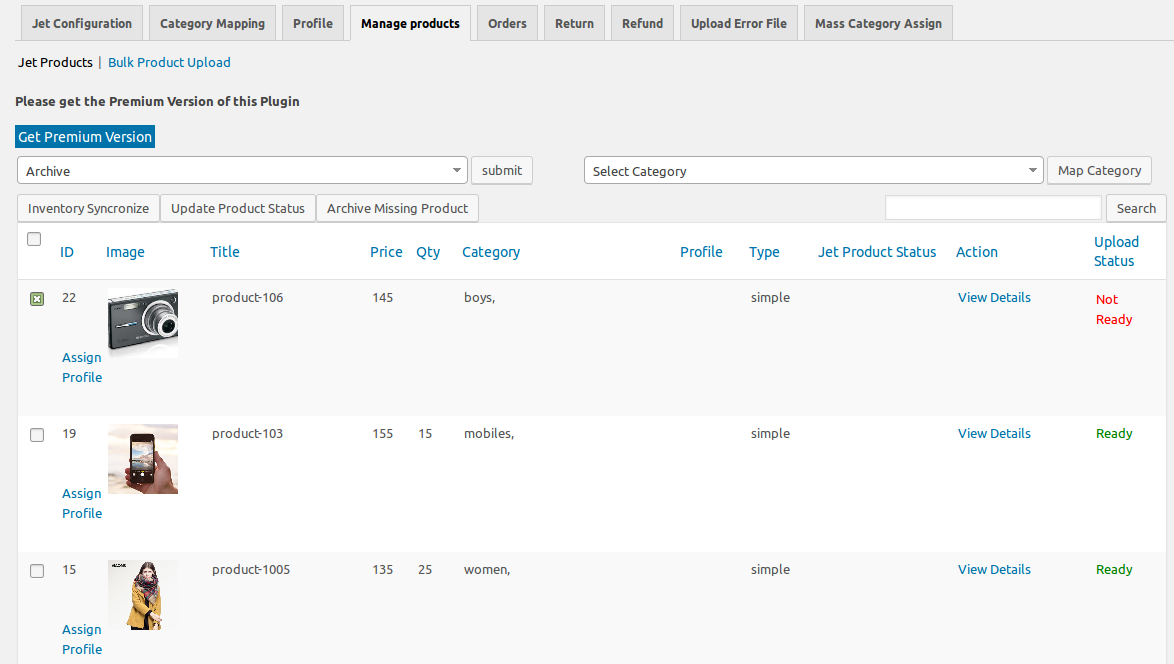 Jet Configuration Category Mapping Profile Manage products Orders Return Refund Upload Error File Mass Category Assign
Jet Products | Bulk Product Upload
Please get the Premium Version of this Plugin
Get Premium Version
Archive submit Select Category Map Category
Inventory Syncronize Update Product Status Archive Missing Product Search
ID Image Title Price Qty Category Profile Type Jet Product Status Action Upload
Status
22 product-106 145 boys, simple View Details Not
Ready
Assign
Profile
19 product-103 155 15 mobiles, simple View Details Ready
Assign
Profile
15 product-1005 135 25 women, simple View Details Ready
Assign
Profile